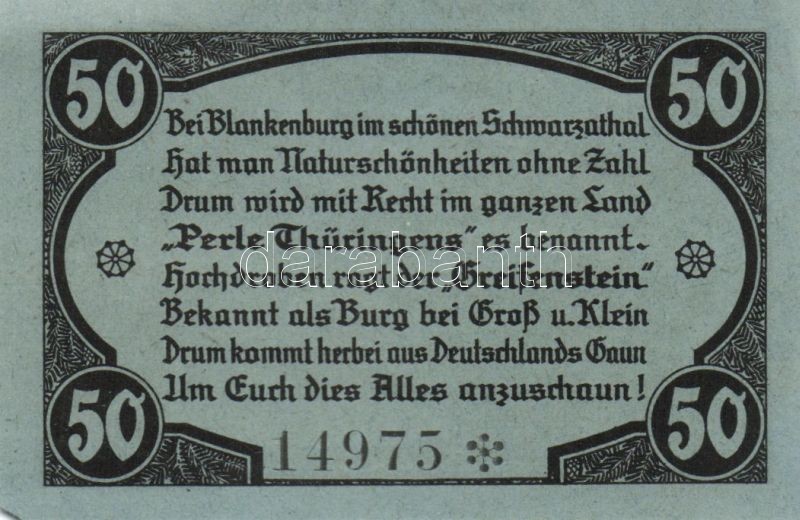 50 50
Bei Blankenburg im schönen Schwarzathal
Hat man Naturschönheiten ohne Zahl
Drum wird mit Recht im ganzen Land
„Perle Thüringens“ es benannt.
darabanth
Hochdroben ragt der „Greifenstein“
Bekannt als Burg bei Groß u. Klein
Drum kommt herbei aus Deutschlands Gaun
Um Euch dies Alles anzuschaun!
50 50
14975